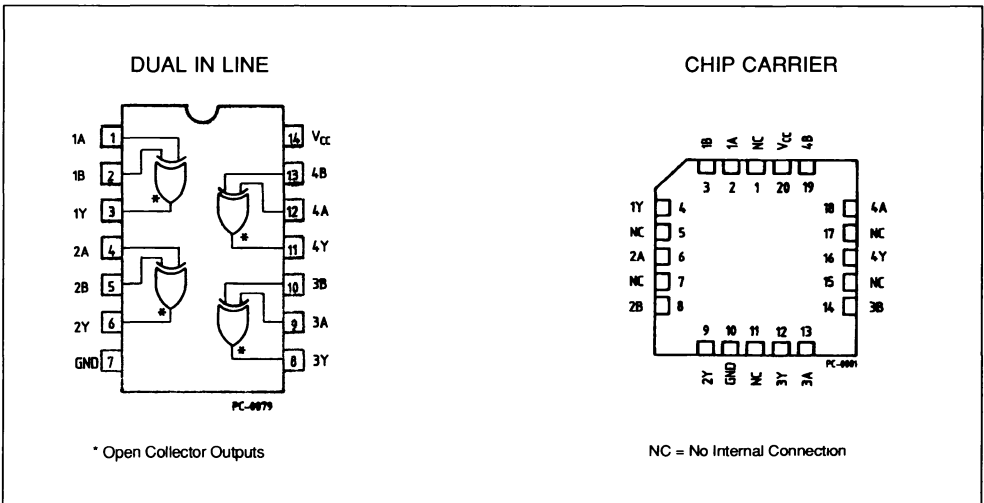 DUAL IN LINE
1A 1
1B 2
1Y 3
2A 4
2B 5
2Y 6
GND 7
14 VCC
13 4B
12 4A
11 4Y
10 3B
9 3A
8 3Y
*
*
*
*
PC-0079
* Open Collector Outputs
CHIP CARRIER
1B 1A NC VCC 4B
3 2 1 20 19
1Y 4
NC 5
2A 6
NC 7
2B 8
18 4A
17 NC
16 4Y
15 NC
14 3B
9 10 11 12 13
2Y GND NC 3Y 3A
PC-0001
NC = No Internal Connection